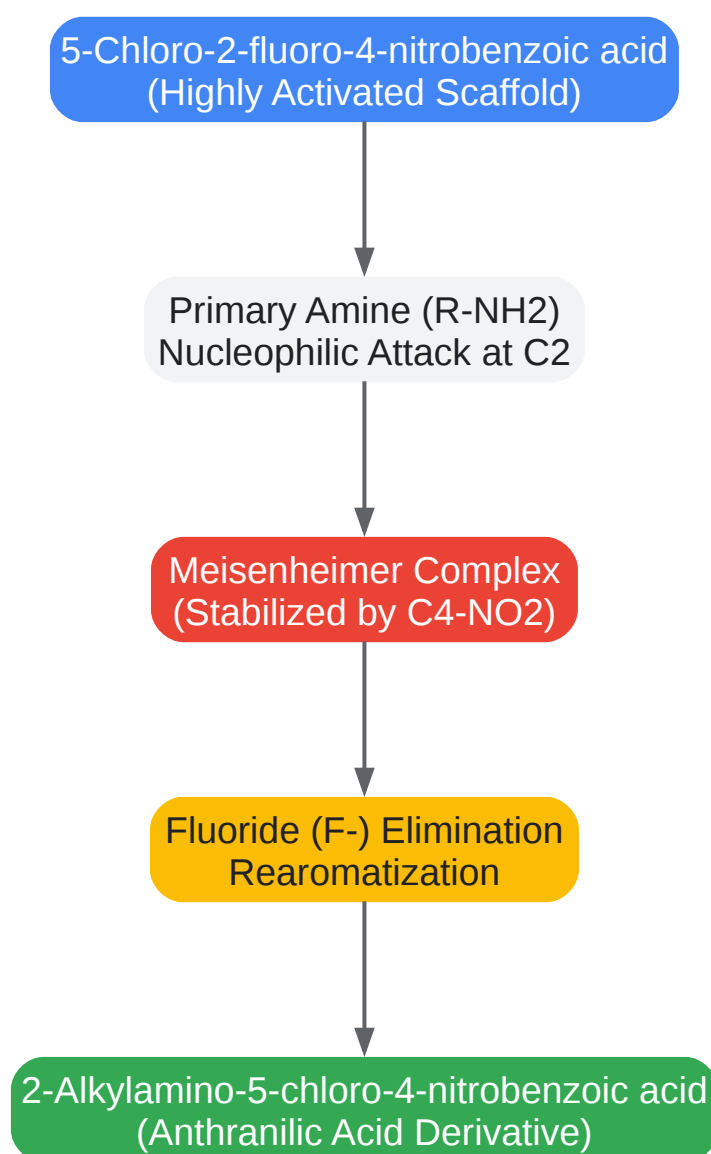 5-Chloro-2-fluoro-4-nitrobenzoic acid
(Highly Activated Scaffold)
Primary Amine (R-NH2)
Nucleophilic Attack at C2
Meisenheimer Complex
(Stabilized by C4-NO2)
Fluoride (F-) Elimination
Rearomatization
2-Alkylamino-5-chloro-4-nitrobenzoic acid
(Anthranilic Acid Derivative)